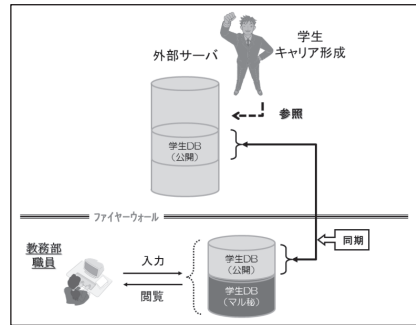 学生
キャリア形成
外部サーバ
参照
学生DB
(公開)
ファイヤーウォール
同期
教務部
職員
入力
閲覧
学生DB
(公開)
学生DB
(マル秘)